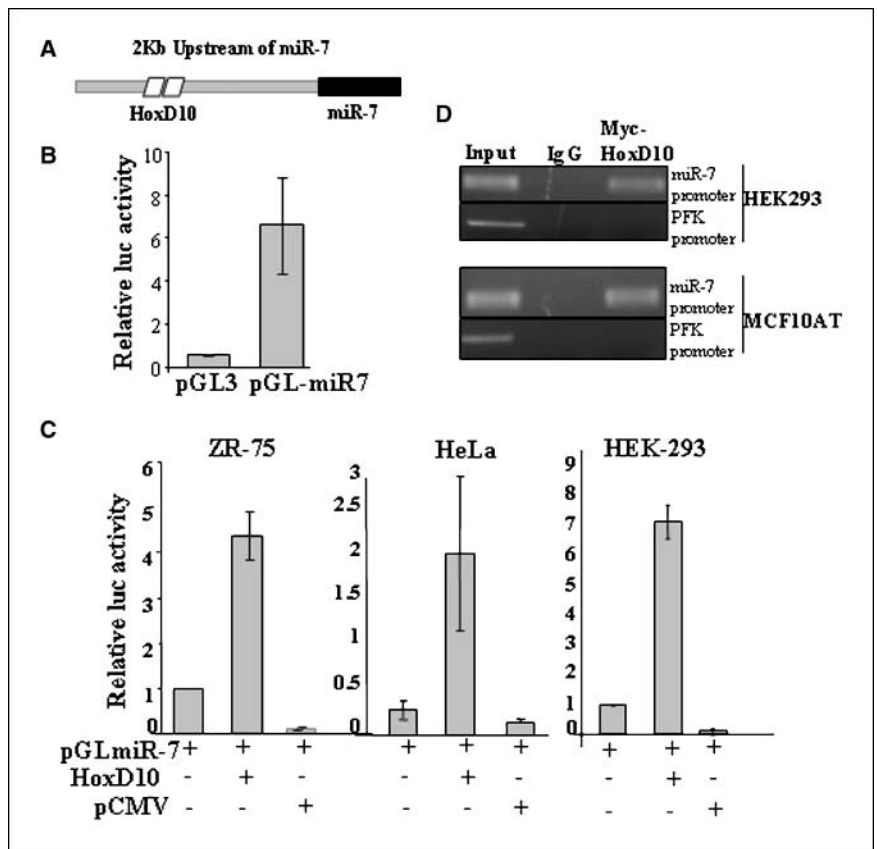 A
2Kb Upstream of miR-7
HoxD10
miR-7
B
Relative luc activity
10
8
6
4
2
0
pGL3 pGL-miR7
D
Input IgG Myc-HoxD10
miR-7 promoter
PFK promoter
HEK293
miR-7 promoter
PFK promoter
MCF10AT
C
Relative luc activity
ZR-75
6
5
4
3
2
1
0
HeLa
3
2.5
2
1.5
1
0.5
0
HEK-293
9
8
7
6
5
4
3
2
1
0
pGLmiR-7 + + + + + + + + +
HoxD10 - + - - + - - + -
pCMV - - + - - + - - +